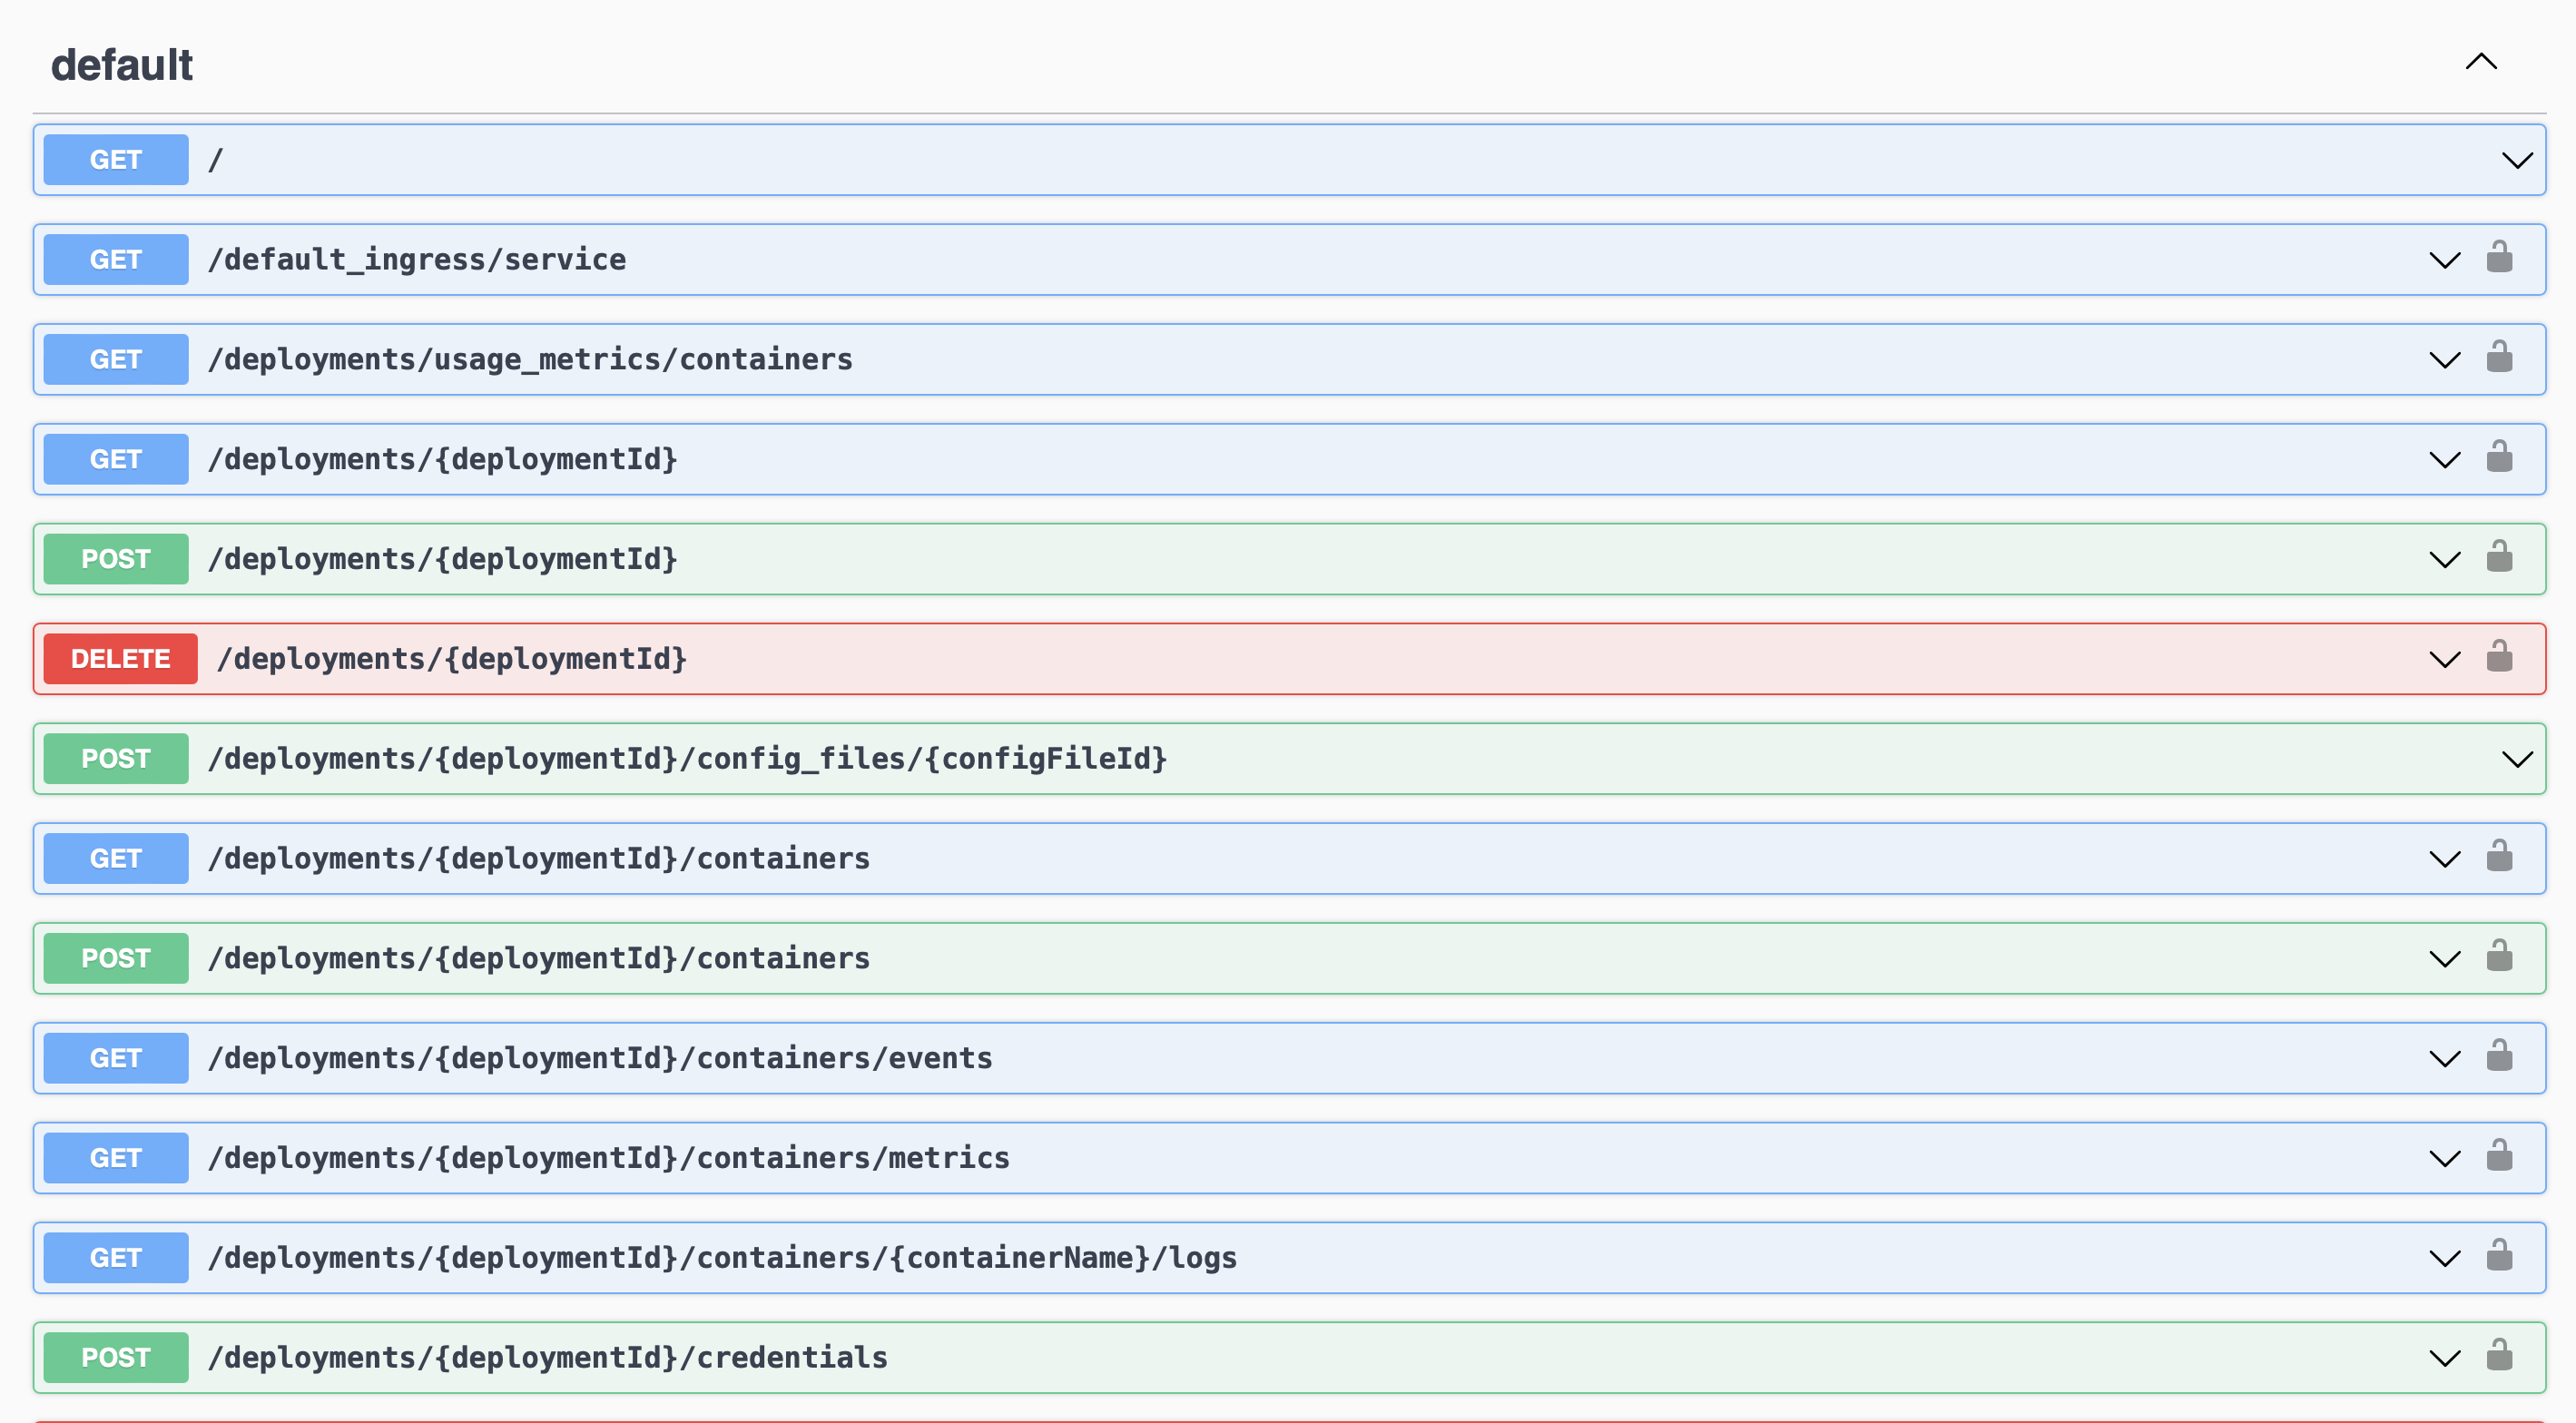 default
GET /
GET /default_ingress/service
GET /deployments/usage_metrics/containers
GET /deployments/{deploymentId}
POST /deployments/{deploymentId}
DELETE /deployments/{deploymentId}
POST /deployments/{deploymentId}/config_files/{configFileId}
GET /deployments/{deploymentId}/containers
POST /deployments/{deploymentId}/containers
GET /deployments/{deploymentId}/containers/events
GET /deployments/{deploymentId}/containers/metrics
GET /deployments/{deploymentId}/containers/{containerName}/logs
POST /deployments/{deploymentId}/credentials